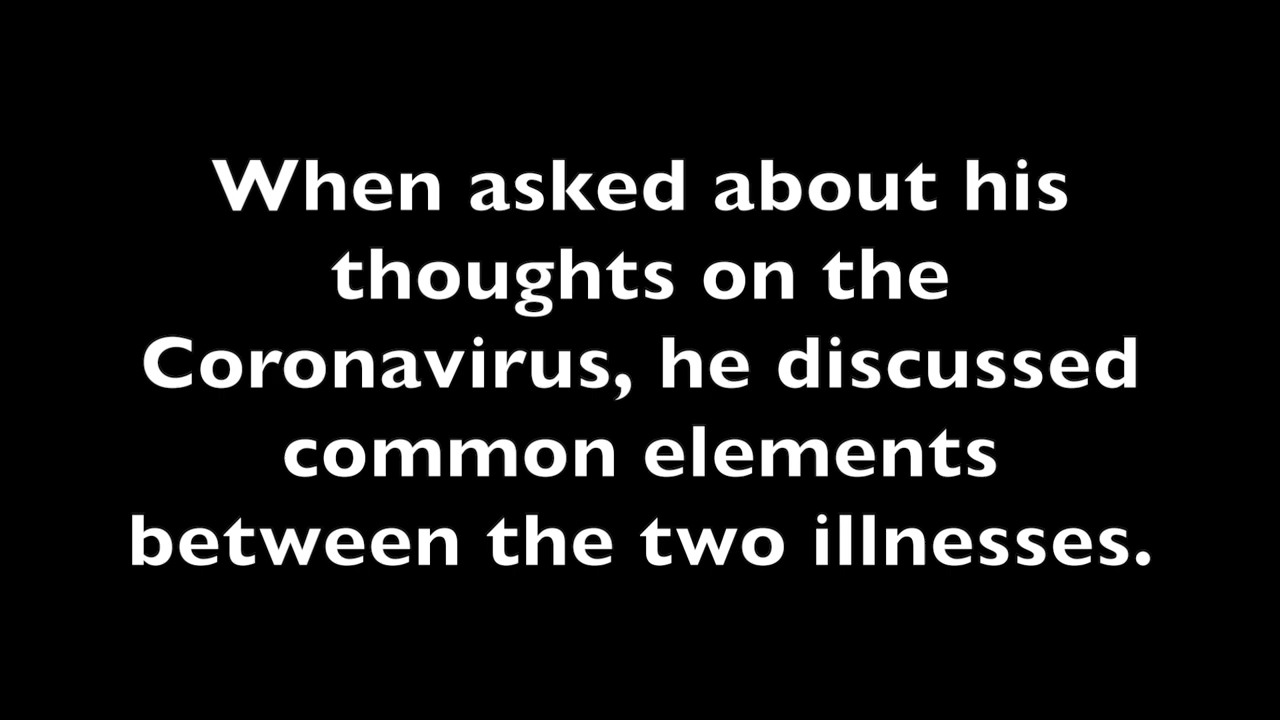 When asked about his
thoughts on the
Coronavirus, he discussed
common elements
between the two illnesses.